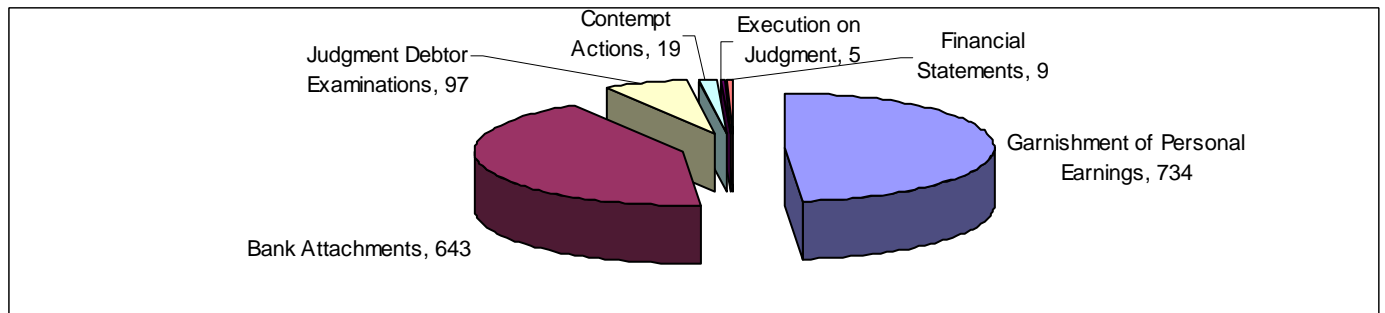 Contempt
Actions, 19
Execution on
Judgment, 5
Financial
Statements, 9
Judgment Debtor
Examinations, 97
Garnishment of Personal
Earnings, 734
Bank Attachments, 643